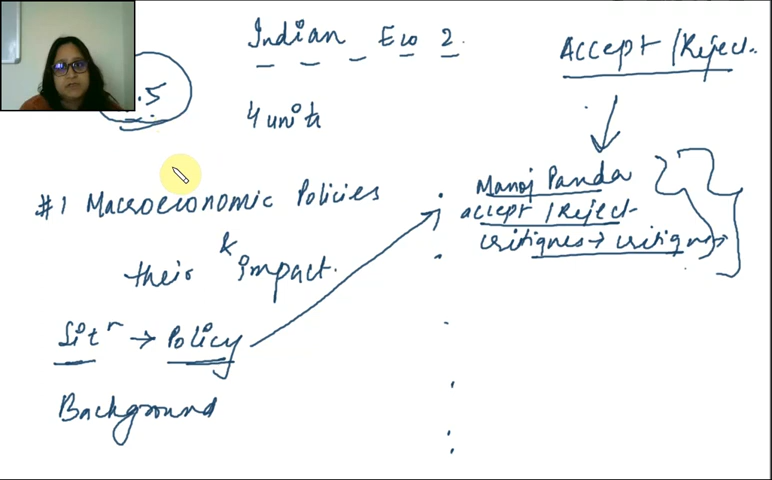 Indian Eco 2.
.5
4 units
#1 Macroeconomic Policies
&
their impact.
Sitn → Policy
Background
Accept / Reject.
Manoj Panda
accept / Reject.
critiques → critiques →